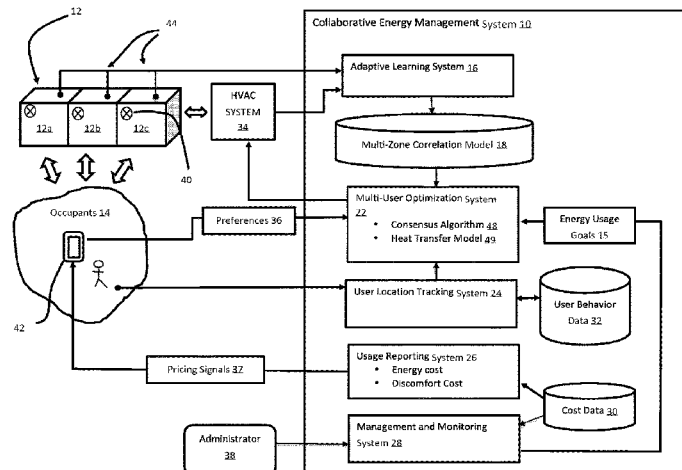 Collaborative Energy Management System 10
12
44
Adaptive Learning System 16
HVAC
SYSTEM
34
12a
12b
12c
Multi-Zone Correlation Model 18
40
Occupants 14
Preferences 36
Multi-User Optimization
System
22
• Consensus Algorithm 48
• Heat Transfer Model
49
Energy Usage
Goals 15
User Location Tracking System 24
User Behavior
Data 32
42
Usage Reporting System 26
• Energy cost
• Discomfort Cost
Pricing Signals 37
Cost Data 30
Administrator
38
Management and Monitoring
System 28